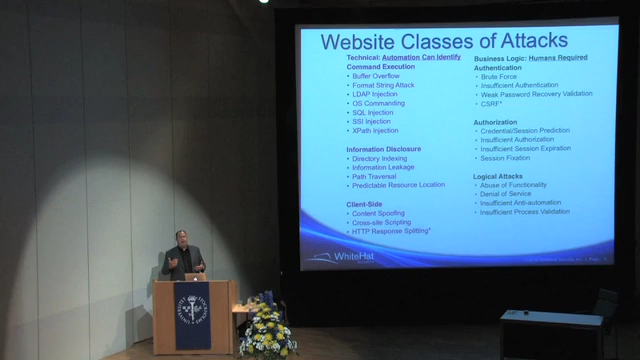 Website Classes of Attacks
Technical: Automation Can Identify
Command Execution
• Buffer Overflow
• Format String Attack
• LDAP Injection
• OS Commanding
• SQL Injection
• SSI Injection
• XPath Injection
Information Disclosure
• Directory Indexing
• Information Leakage
• Path Traversal
• Predictable Resource Location
Client-Side
• Content Spoofing
• Cross-site Scripting
• HTTP Response Splitting*
Business Logic: Humans Required
Authentication
• Brute Force
• Insufficient Authentication
• Weak Password Recovery Validation
• CSRF*
Authorization
• Credential/Session Prediction
• Insufficient Authorization
• Insufficient Session Expiration
• Session Fixation
Logical Attacks
• Abuse of Functionality
• Denial of Service
• Insufficient Anti-automation
• Insufficient Process Validation
WhiteHat
SECURITY
STOCKHOLMS
UNIVERSITET